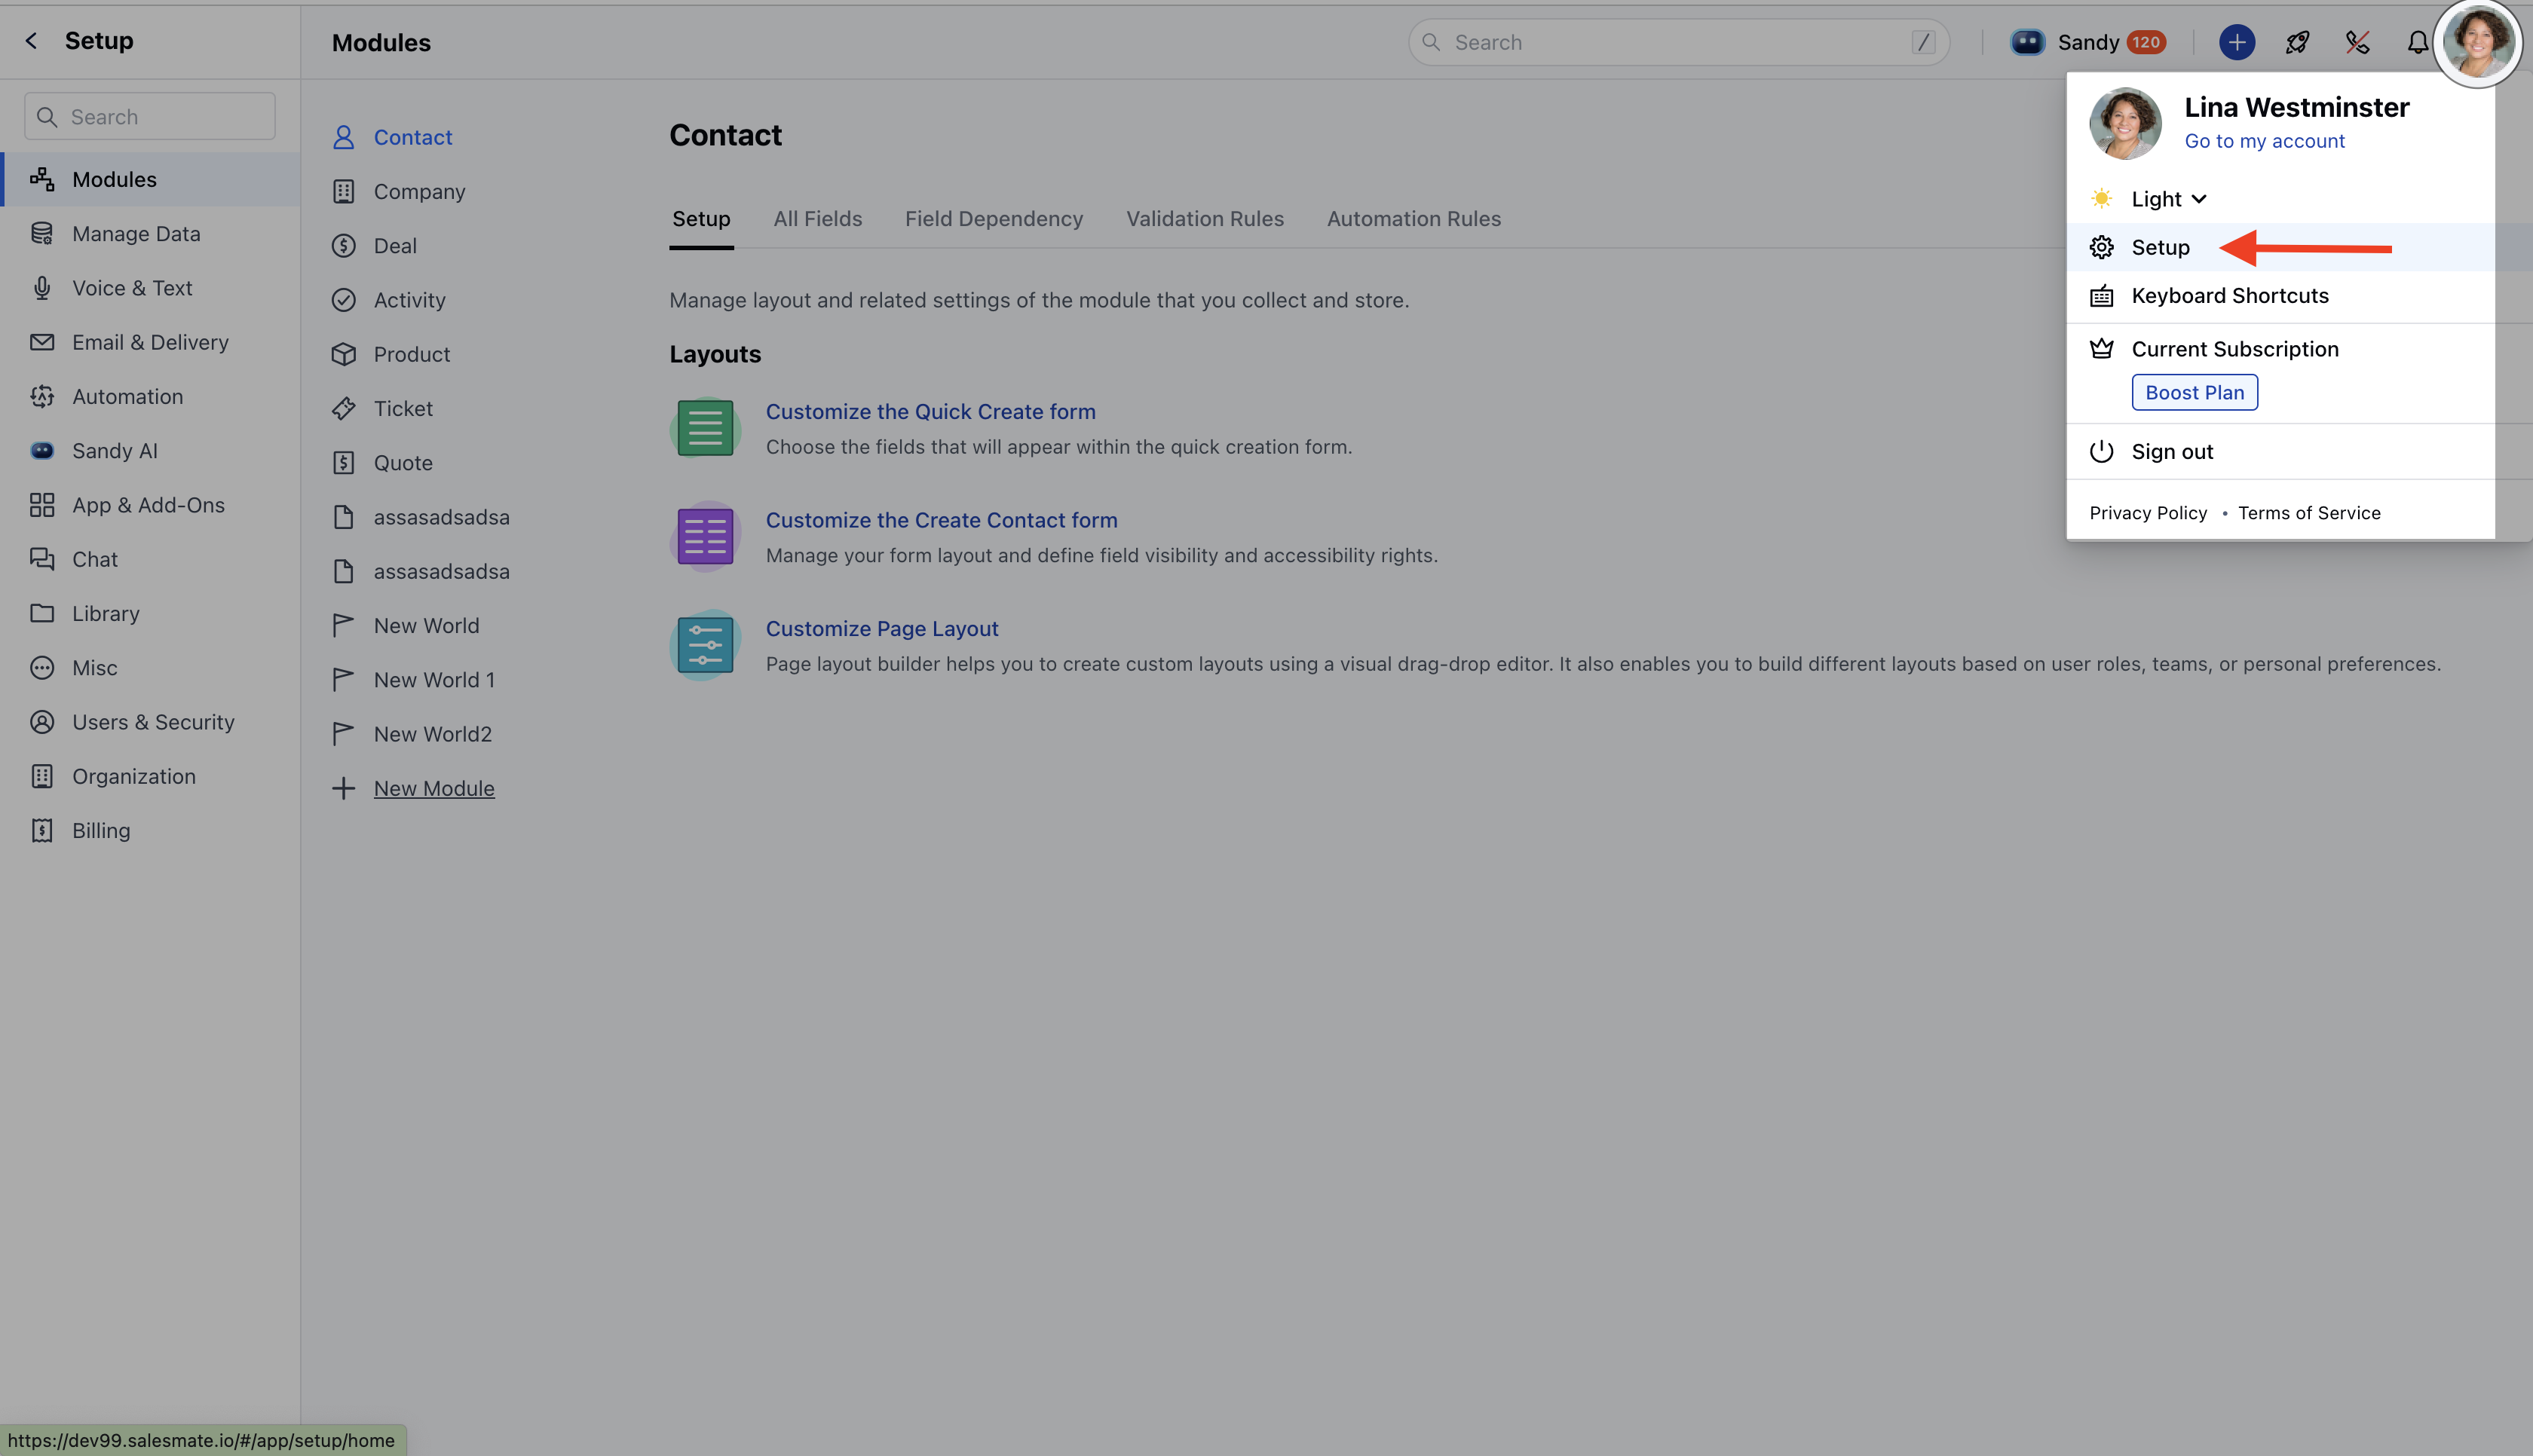 Setup
Search
Modules
Manage Data
Voice & Text
Email & Delivery
Automation
Sandy AI
App & Add-Ons
Chat
Library
Misc
Users & Security
Organization
Billing
Modules
Search /
Sandy 120
Contact
Company
Deal
Activity
Product
Ticket
Quote
assasadsadsa
assasadsadsa
New World
New World 1
New World2
New Module
Contact
Setup All Fields Field Dependency Validation Rules Automation Rules
Manage layout and related settings of the module that you collect and store.
Layouts
Customize the Quick Create form
Choose the fields that will appear within the quick creation form.
Customize the Create Contact form
Manage your form layout and define field visibility and accessibility rights.
Customize Page Layout
Page layout builder helps you to create custom layouts using a visual drag-drop editor. It also enables you to build different layouts based on user roles, teams, or personal preferences.
Lina Westminster
Go to my account
Light
Setup
Keyboard Shortcuts
Current Subscription
Boost Plan
Sign out
Privacy Policy • Terms of Service
https://dev99.salesmate.io/#/app/setup/home